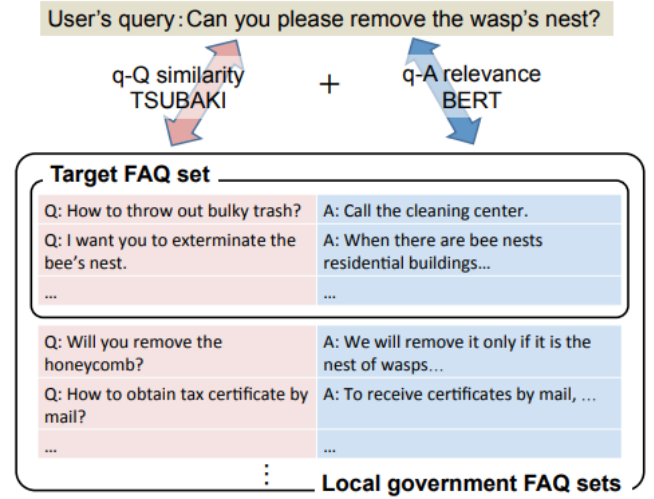 User's query:Can you please remove the wasp's nest?
q-Q similarity
TSUBAKI
+
q-A relevance
BERT
Target FAQ set
Q: How to throw out bulky trash?
A: Call the cleaning center.
Q: I want you to exterminate the
bee's nest.
A: When there are bee nests
residential buildings...
...
...
Q: Will you remove the
honeycomb?
A: We will remove it only if it is the
nest of wasps...
Q: How to obtain tax certificate by
mail?
A: To receive certificates by mail, ...
...
...
⋮
Local government FAQ sets